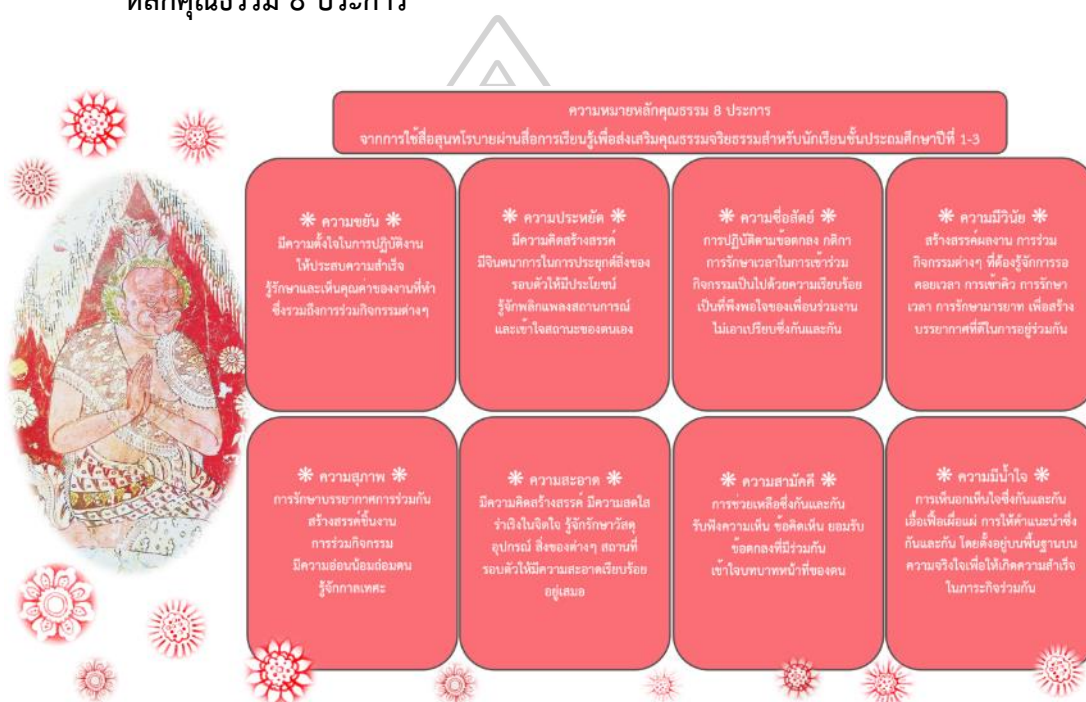 หลักคุณธรรม 8 ประการ
ความหมายหลักคุณธรรม 8 ประการ
จากการใช้สื่อสุนทโรบายผ่านสื่อการเรียนรู้เพื่อส่งเสริมคุณธรรมจริยธรรมสำหรับนักเรียนชั้นประถมศึกษาปีที่ 1-3
ความขยัน
มีความตั้งใจในการปฏิบัติงาน
ให้ประสบความสำเร็จ
รู้รักษาและเห็นคุณค่าของงานที่ทำ
ซึ่งรวมถึงการร่วมกิจกรรมต่างๆ
ความประหยัด
มีความคิดสร้างสรรค์
มีจินตนาการในการประยุกต์สิ่งของ
รอบตัวให้มีประโยชน์
รู้จักพลิกแพลงสถานการณ์
และเข้าใจสถานะของตนเอง
ความซื่อสัตย์
การปฏิบัติตามข้อตกลง กติกา
การรักษาเวลาในการเข้าร่วม
กิจกรรมเป็นไปด้วยความเรียบร้อย
เป็นที่พึงพอใจของเพื่อนร่วมงาน
ไม่เอาเปรียบซึ่งกันและกัน
ความมีวินัย
สร้างสรรค์ผลงาน การร่วม
กิจกรรมต่างๆ ที่ต้องรู้จักการรอ
คอยเวลา การเข้าคิว การรักษา
เวลา การรักษามารยาท เพื่อสร้าง
บรรยากาศที่ดีในการอยู่ร่วมกัน
ความสุภาพ
การรักษาบรรยากาศการร่วมกัน
สร้างสรรค์ชิ้นงาน
การร่วมกิจกรรม
มีความอ่อนน้อมถ่อมตน
รู้จักกาลเทศะ
ความสะอาด
มีความคิดสร้างสรรค์ มีความสดใส
ร่าเริงในจิตใจ รู้จักรักษาวัสดุ
อุปกรณ์ สิ่งของต่างๆ สถานที่
รอบตัวให้มีความสะอาดเรียบร้อย
อยู่เสมอ
ความสามัคคี
การช่วยเหลือซึ่งกันและกัน
รับฟังความเห็น ข้อคิดเห็น ยอมรับ
ข้อตกลงที่มีร่วมกัน
เข้าใจบทบาทหน้าที่ของตน
ความมีน้ำใจ
การเห็นอกเห็นใจซึ่งกันและกัน
เอื้อเฟื้อเผื่อแผ่ การให้คำแนะนำซึ่ง
กันและกัน โดยตั้งอยู่บนพื้นฐานบน
ความจริงใจเพื่อให้เกิดความสำเร็จ
ในภาระกิจร่วมกัน